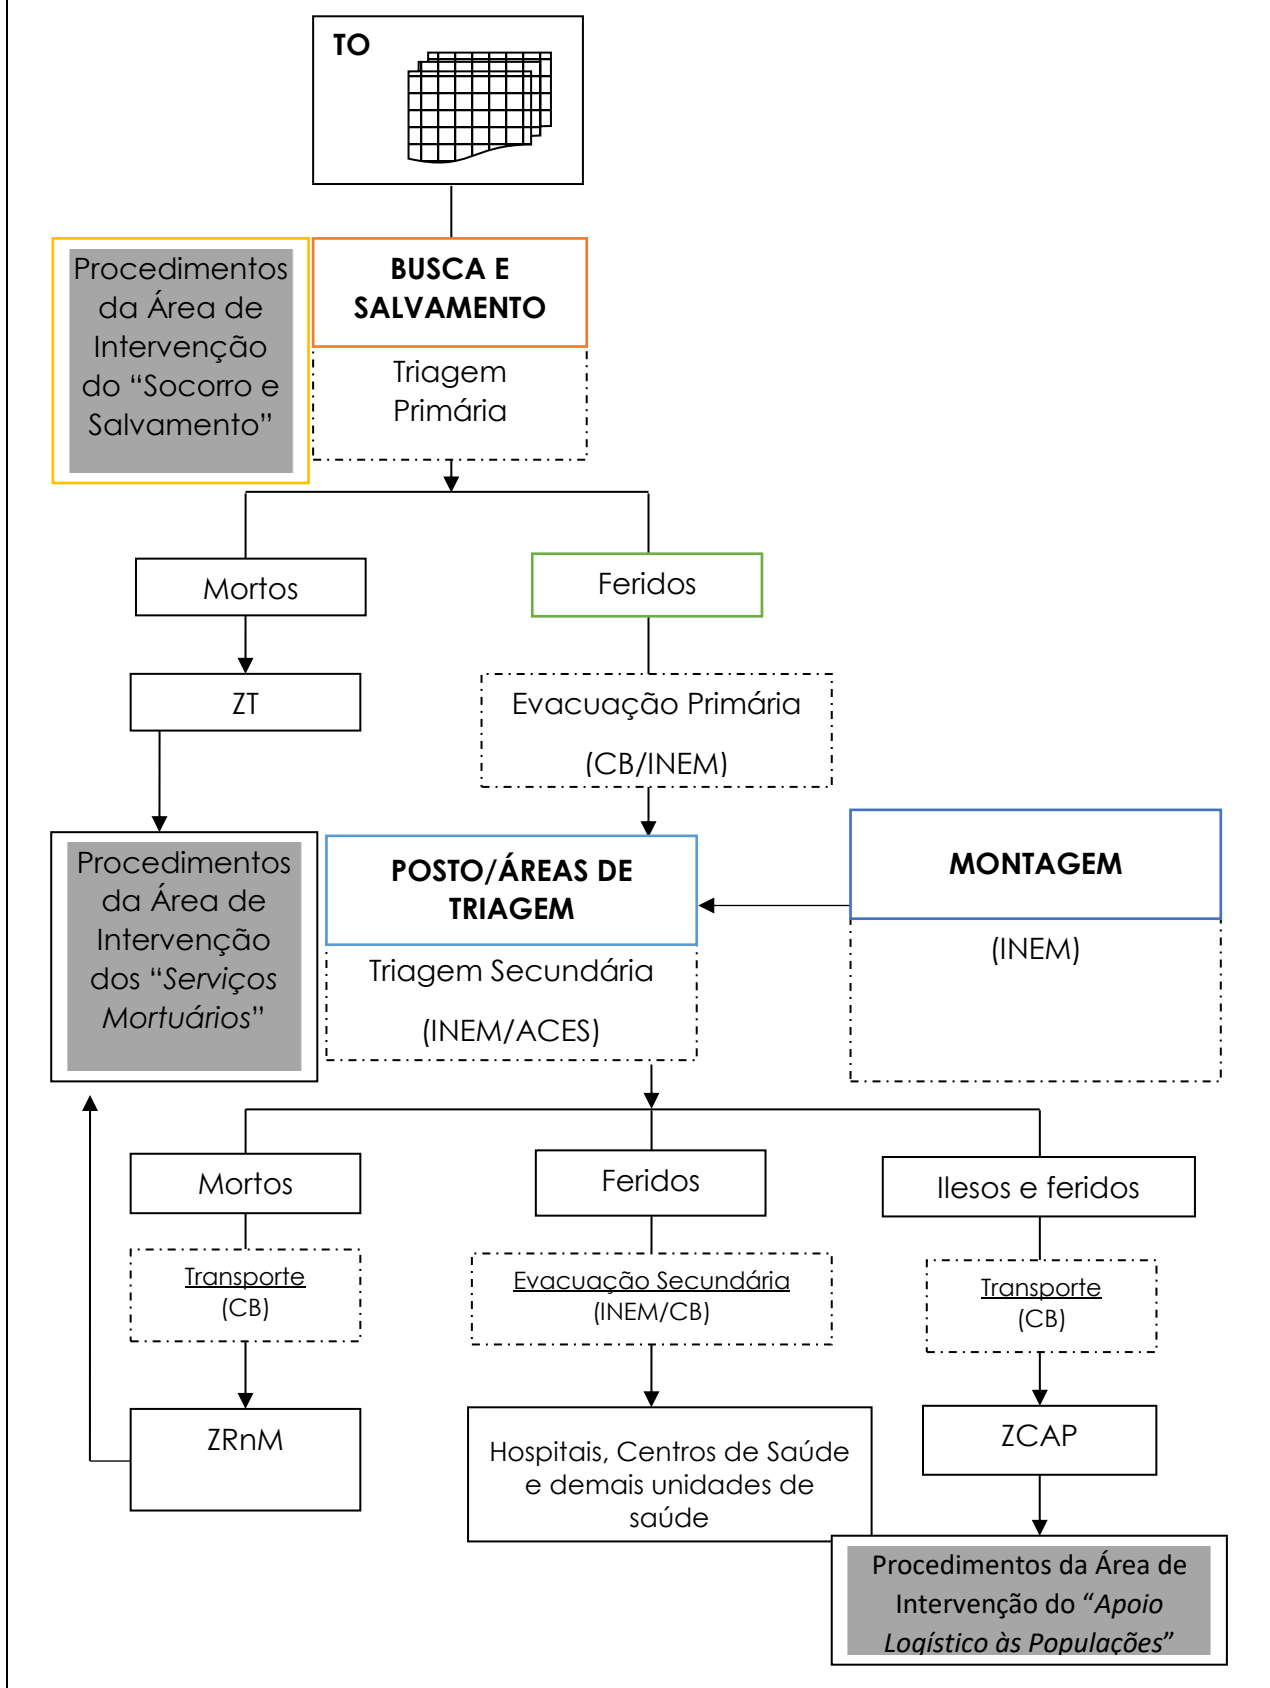 TO
Procedimentos
da Área de
Intervenção
do “Socorro e
Salvamento”
BUSCA E
SALVAMENTO
Triagem
Primária
Mortos
Feridos
ZT
Evacuação Primária
(CB/INEM)
Procedimentos
da Área de
Intervenção
dos “Serviços
Mortuários”
POSTO/ÁREAS DE
TRIAGEM
Triagem Secundária
(INEM/ACES)
MONTAGEM
(INEM)
Mortos
Feridos
Ilesos e feridos
Transporte
(CB)
Evacuação Secundária
(INEM/CB)
Transporte
(CB)
ZRnM
Hospitais, Centros de Saúde
e demais unidades de
saúde
ZCAP
Procedimentos da Área de
Intervenção do “Apoio
Logístico às Populações”